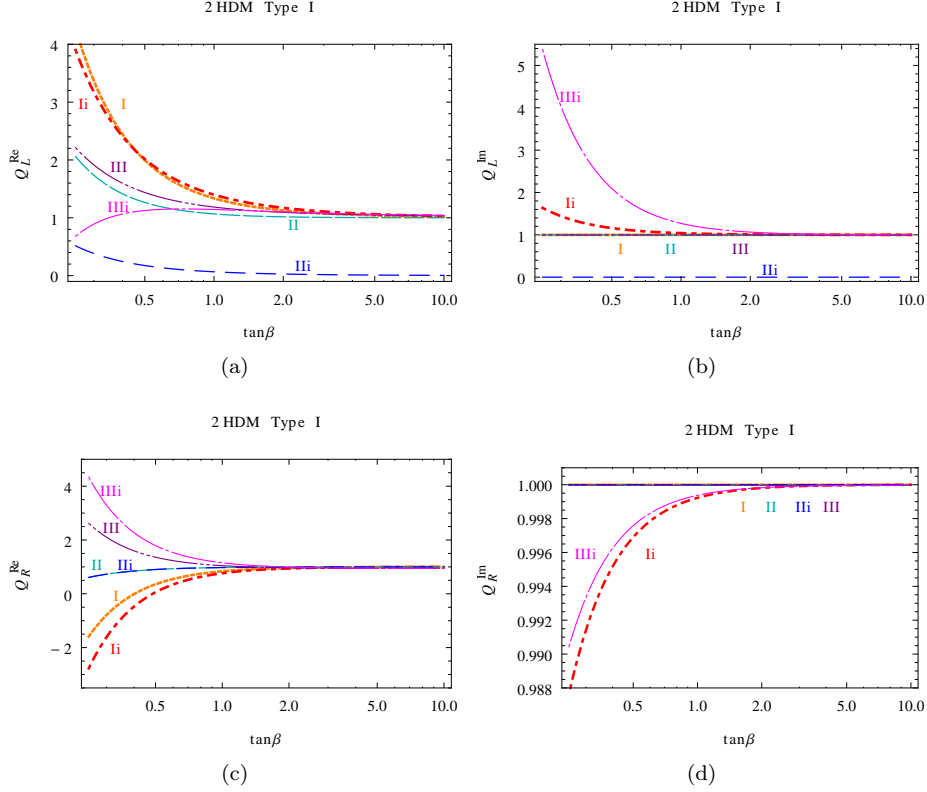 2 HDM Type I
4
3
2
1
0
Q_L^Re
Ii
I
III
IIIi
II
IIi
0.5 1.0 2.0 5.0 10.0
tanβ
(a)
2 HDM Type I
5
4
3
2
1
0
Q_L^Im
IIIi
Ii
I II III
IIi
0.5 1.0 2.0 5.0 10.0
tanβ
(b)
2 HDM Type I
4
2
0
−2
Q_R^Re
IIIi
III
II IIi
I
Ii
0.5 1.0 2.0 5.0 10.0
tanβ
(c)
2 HDM Type I
1.000
0.998
0.996
0.994
0.992
0.990
0.988
Q_R^Im
I II IIi III
IIIi Ii
0.5 1.0 2.0 5.0 10.0
tanβ
(d)